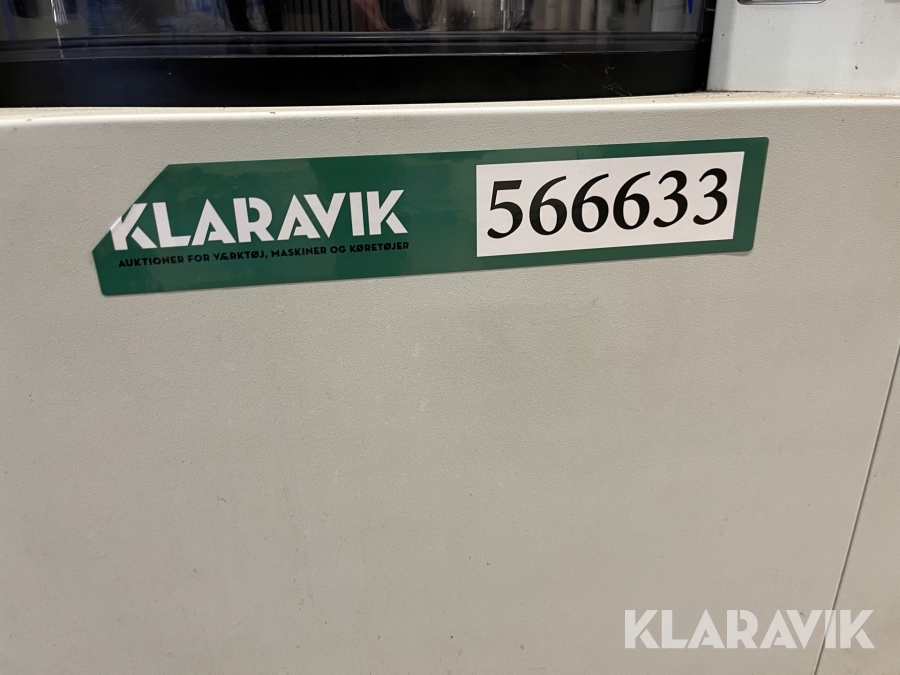 KLARAVIK
AUKTIONER FOR VÆRKTØJ, MASKINER OG KØRETØJER
566633
KLARAVIK